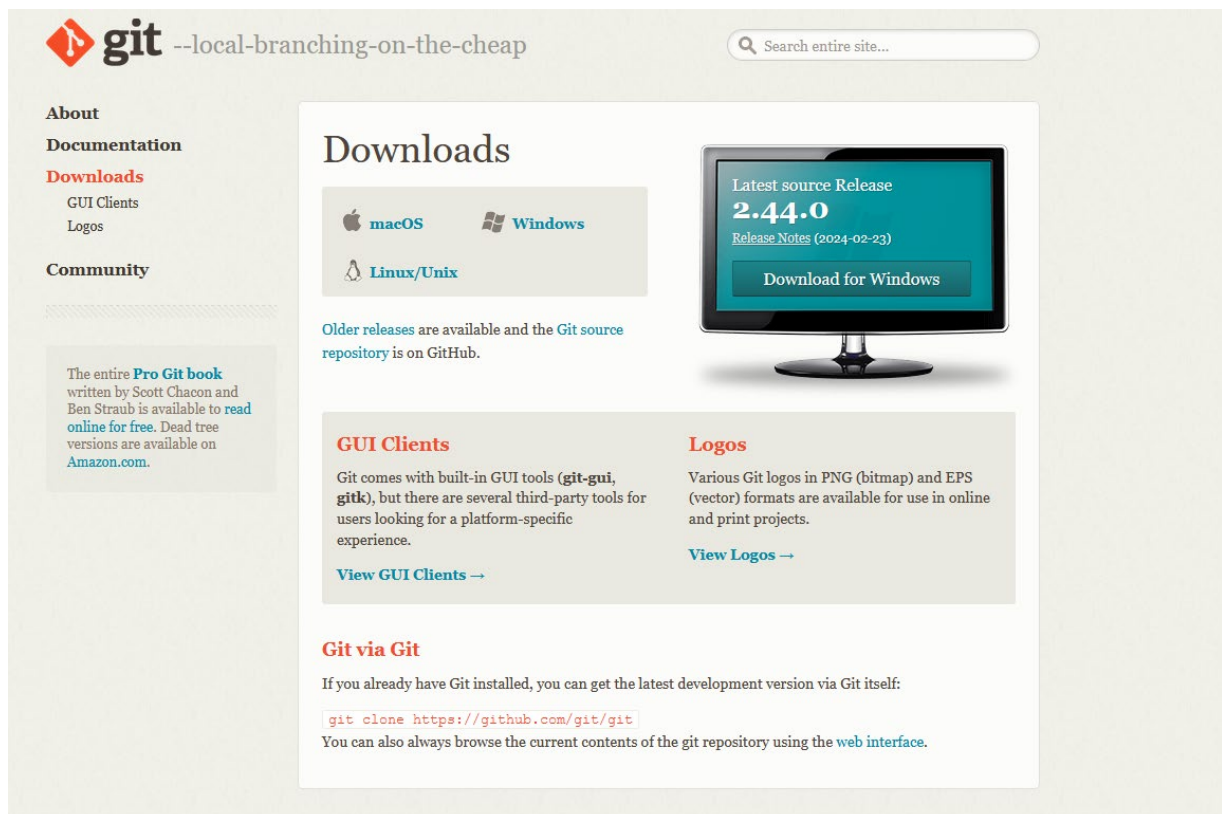 git --local-branching-on-the-cheap
Search entire site...
About
Documentation
Downloads
GUI Clients
Logos
Community
The entire Pro Git book
written by Scott Chacon and
Ben Straub is available to read
online for free. Dead tree
versions are available on
Amazon.com.
Downloads
macOS
Windows
Linux/Unix
Older releases are available and the Git source
repository is on GitHub.
Latest source Release
2.44.0
Release Notes (2024-02-23)
Download for Windows
GUI Clients
Git comes with built-in GUI tools (git-gui,
gitk), but there are several third-party tools for
users looking for a platform-specific
experience.
View GUI Clients →
Logos
Various Git logos in PNG (bitmap) and EPS
(vector) formats are available for use in online
and print projects.
View Logos →
Git via Git
If you already have Git installed, you can get the latest development version via Git itself:
git clone https://github.com/git/git
You can also always browse the current contents of the git repository using the web interface.